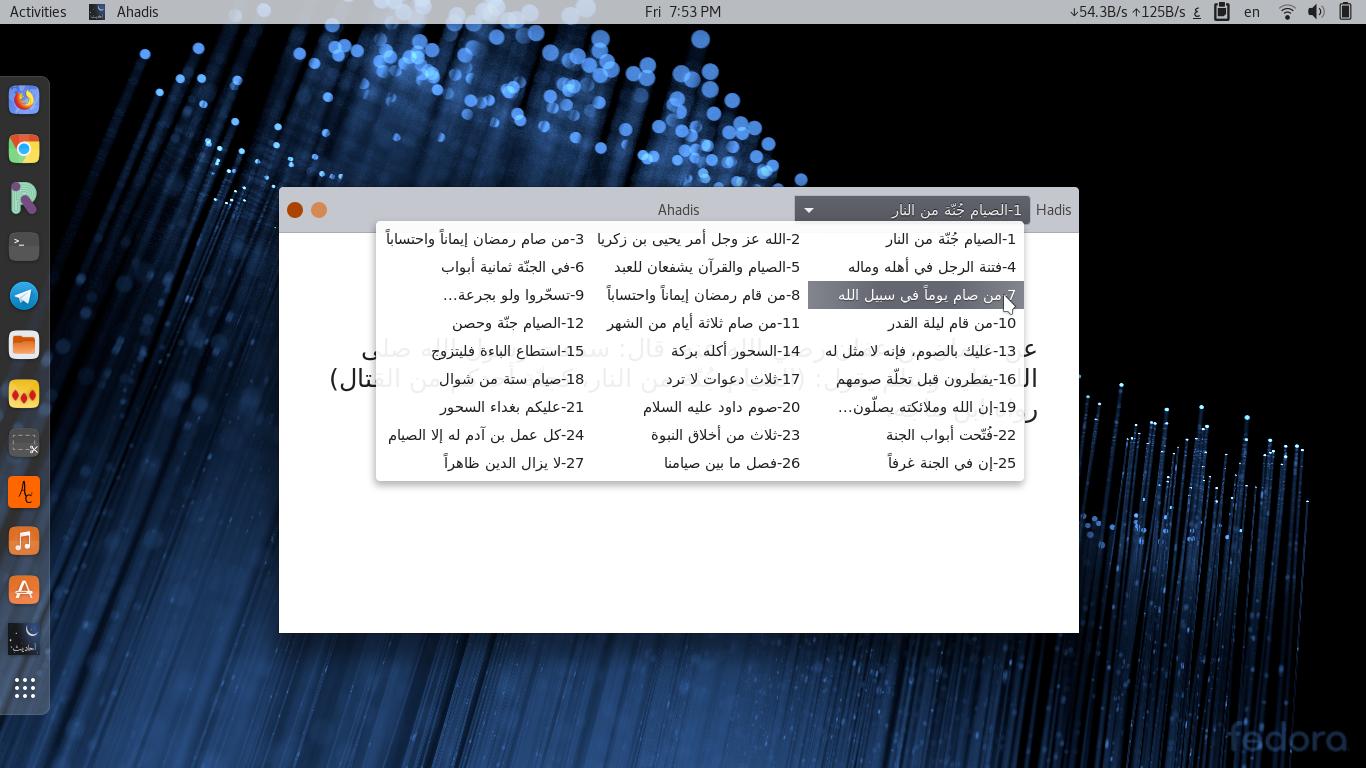 Activities
Ahadis
Fri 7:53 PM
↓54.3B/s ↑125B/s ع
en
Ahadis
1-الصيام جُنّة من النار
Hadis
1-الصيام جُنّة من النار
2-الله عز وجل أمر يحيى بن زكريا
3-من صام رمضان إيماناً واحتساباً
4-فتنة الرجل في أهله وماله
5-الصيام والقرآن يشفعان للعبد
6-في الجنّة ثمانية أبواب
7-من صام يوماً في سبيل الله
8-من قام رمضان إيماناً واحتساباً
9-تسحّروا ولو بجرعة...
10-من قام ليلة القدر
11-من صام ثلاثة أيام من الشهر
12-الصيام جنّة وحصن
13-عليك بالصوم، فإنه لا مثل له
14-السحور أكله بركة
15-استطاع الباءة فليتزوج
16-يفطرون قبل تحلّة صومهم
17-ثلاث دعوات لا ترد
18-صيام ستة من شوال
19-إن الله وملائكته يصلّون...
20-صوم داود عليه السلام
21-عليكم بغداء السحور
22-فُتّحت أبواب الجنة
23-ثلاث من أخلاق النبوة
24-كل عمل بن آدم له إلا الصيام
25-إن في الجنة غرفاً
26-فصل ما بين صيامنا
27-لا يزال الدين ظاهراً
رضي الله عنه قال: صلى
يقول: القتال)
احاديث
fedora